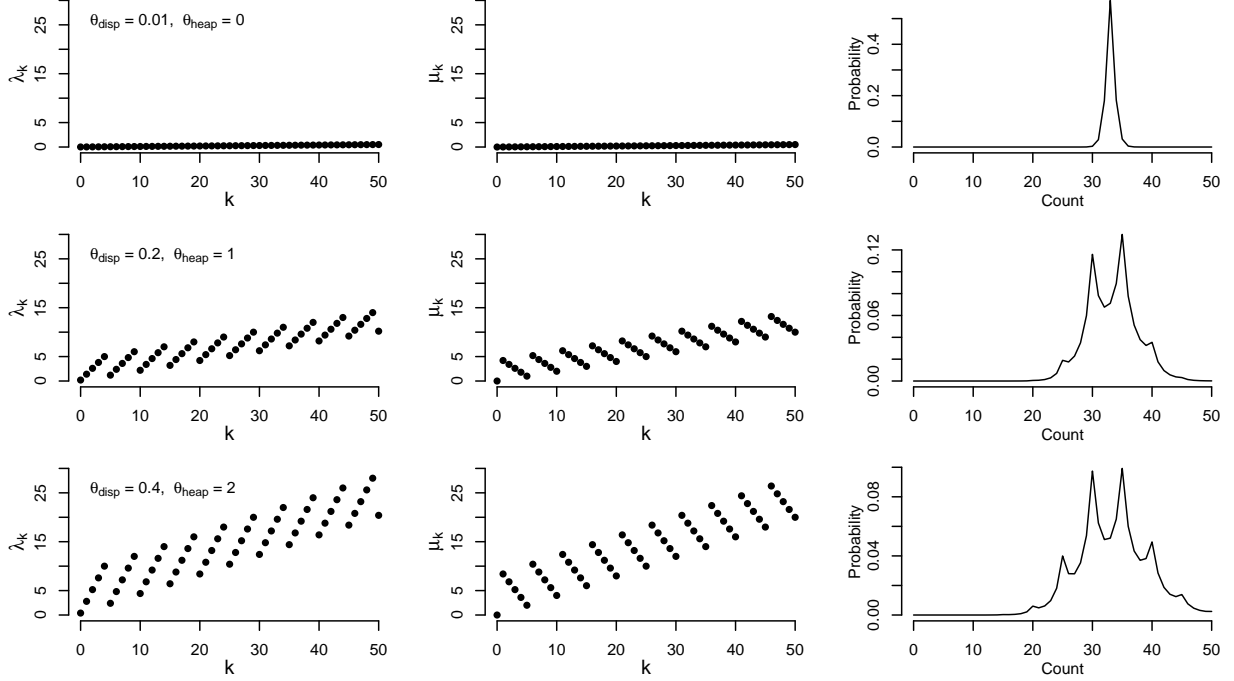 θdisp = 0.01, θheap = 0
λk
0 5 15 25
0 10 20 30 40 50
k
μk
0 5 15 25
0 10 20 30 40 50
k
Probability
0.0 0.2 0.4
0 10 20 30 40 50
Count
θdisp = 0.2, θheap = 1
λk
0 5 15 25
0 10 20 30 40 50
k
μk
0 5 15 25
0 10 20 30 40 50
k
Probability
0.00 0.06 0.12
0 10 20 30 40 50
Count
θdisp = 0.4, θheap = 2
λk
0 5 15 25
0 10 20 30 40 50
k
μk
0 5 15 25
0 10 20 30 40 50
k
Probability
0.00 0.04 0.08
0 10 20 30 40 50
Count